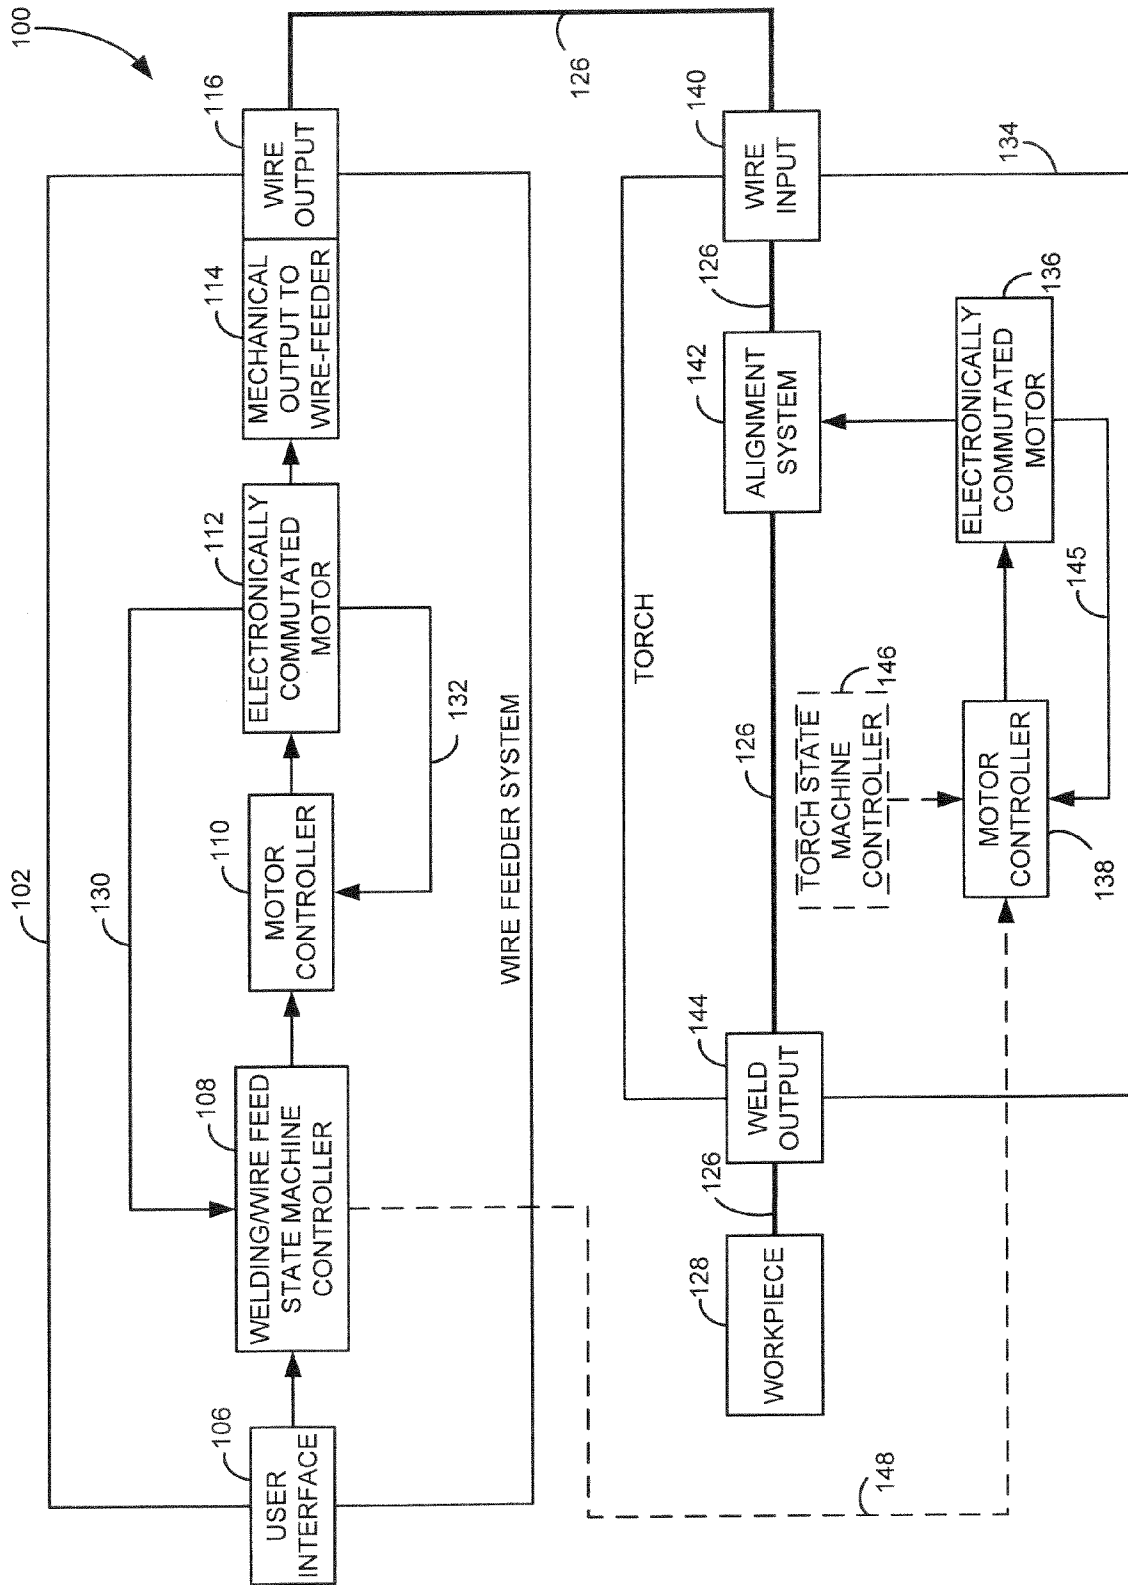 100
102
130
106
USER
INTERFACE
108
WELDING/WIRE FEED
STATE MACHINE
CONTROLLER
110
MOTOR
CONTROLLER
112
ELECTRONICALLY
COMMUTATED
MOTOR
114
MECHANICAL
OUTPUT TO
WIRE-FEEDER
116
WIRE
OUTPUT
132
WIRE FEEDER SYSTEM
126
TORCH
128
WORKPIECE
126
144
WELD
OUTPUT
126
142
ALIGNMENT
SYSTEM
126
140
WIRE
INPUT
134
TORCH STATE
MACHINE
CONTROLLER
146
148
MOTOR
CONTROLLER
138
145
ELECTRONICALLY
COMMUTATED
MOTOR
136